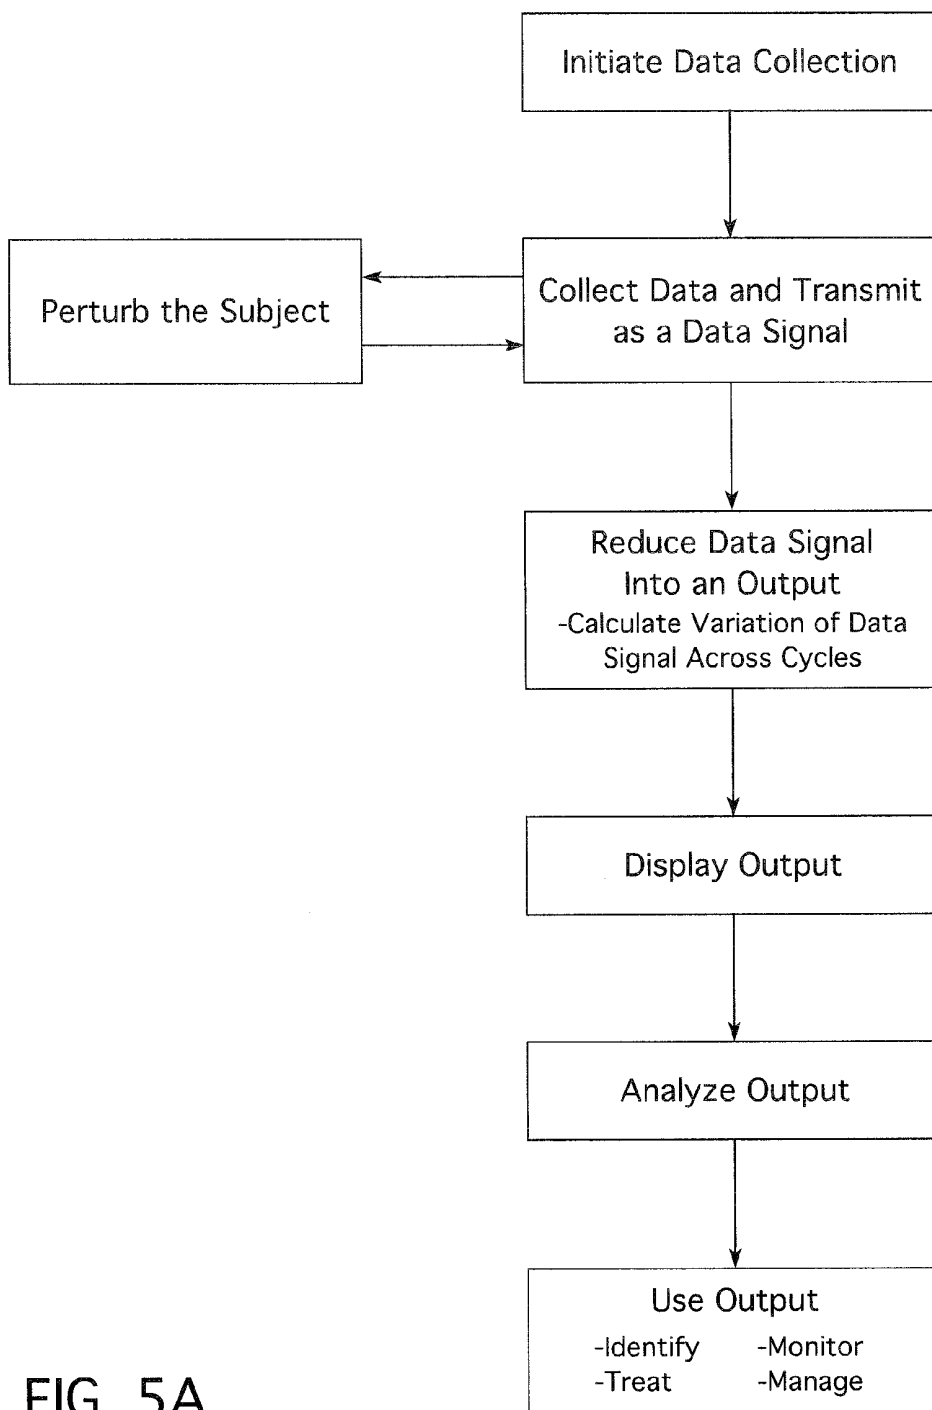 Initiate Data Collection
Perturb the Subject
Collect Data and Transmit
as a Data Signal
Reduce Data Signal
Into an Output
-Calculate Variation of Data
Signal Across Cycles
Display Output
Analyze Output
Use Output
-Identify -Monitor
-Treat -Manage
FIG. 5A